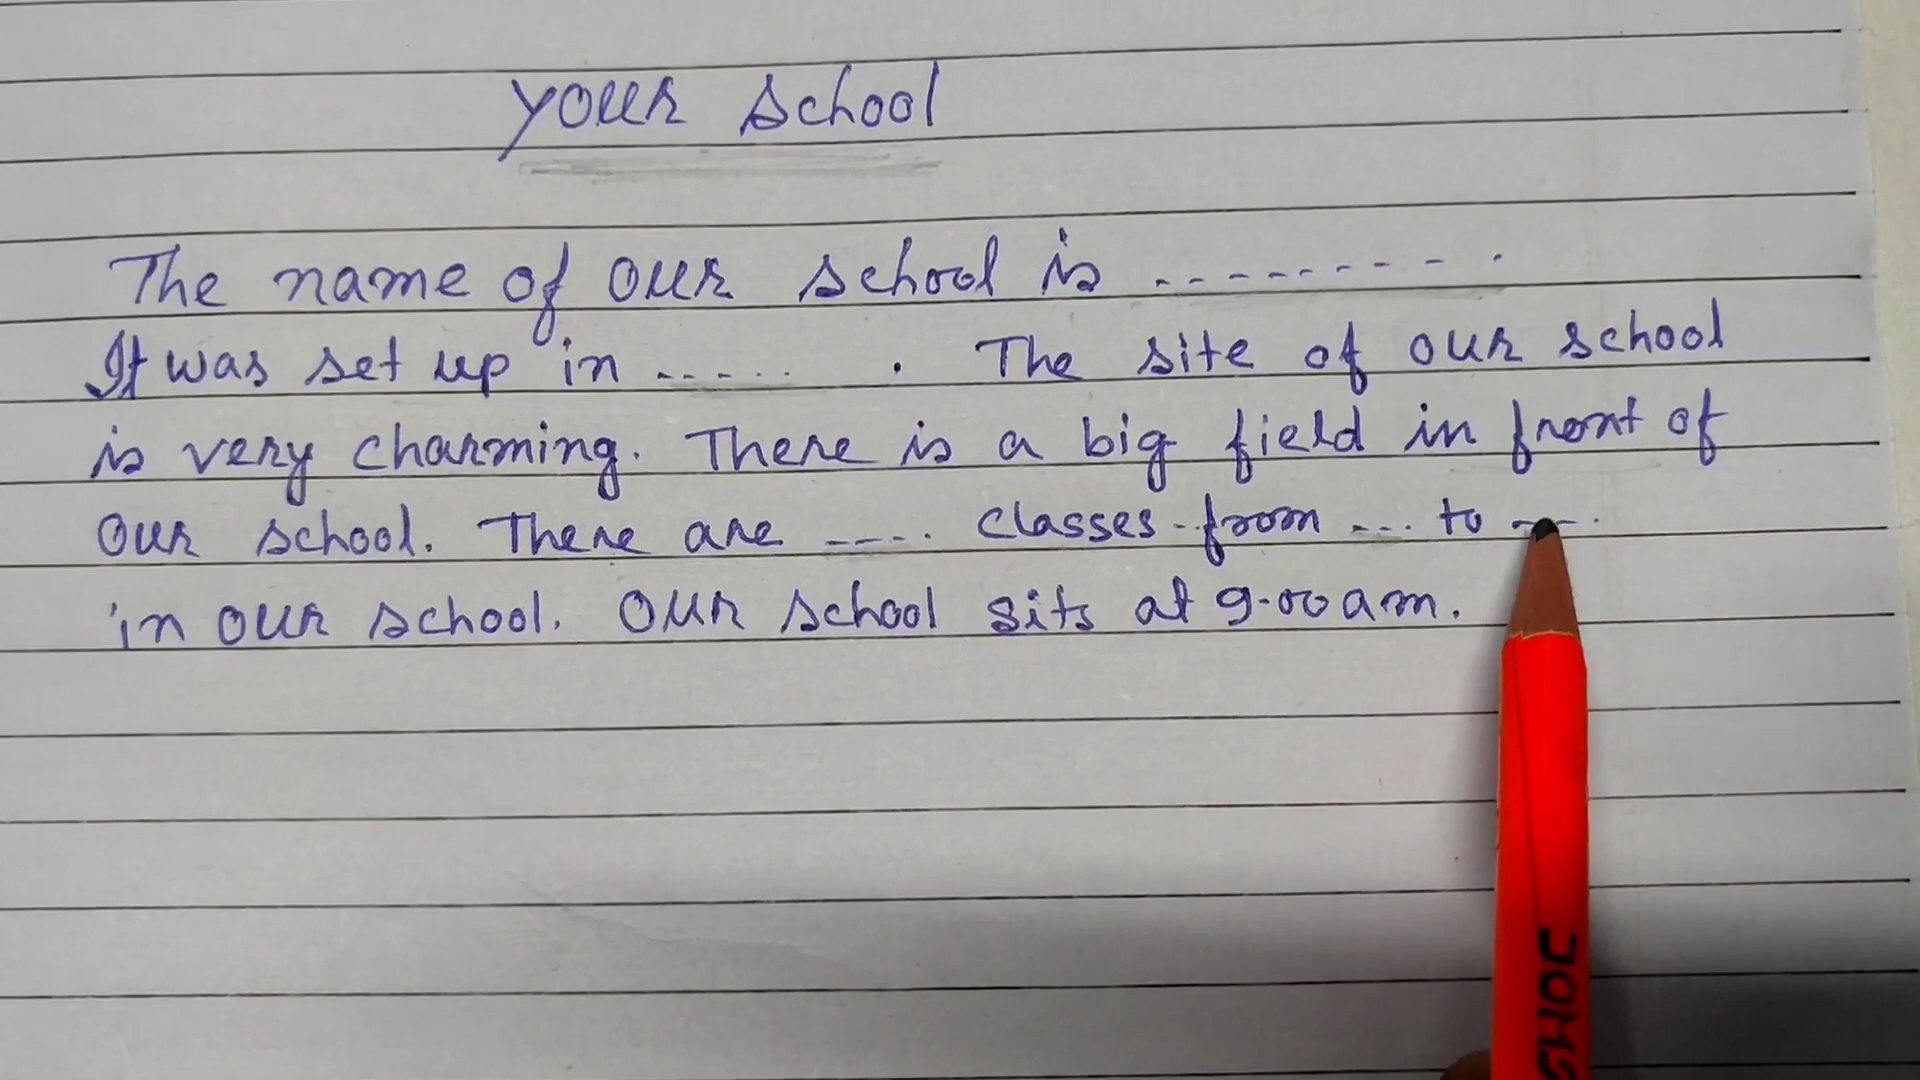 Your school
The name of our school is ..........
It was set up in ...... . The site of our school
is very charming. There is a big field in front of
our school. There are ..... classes from ... to ....
in our school. Our school sits at 9.00 am.